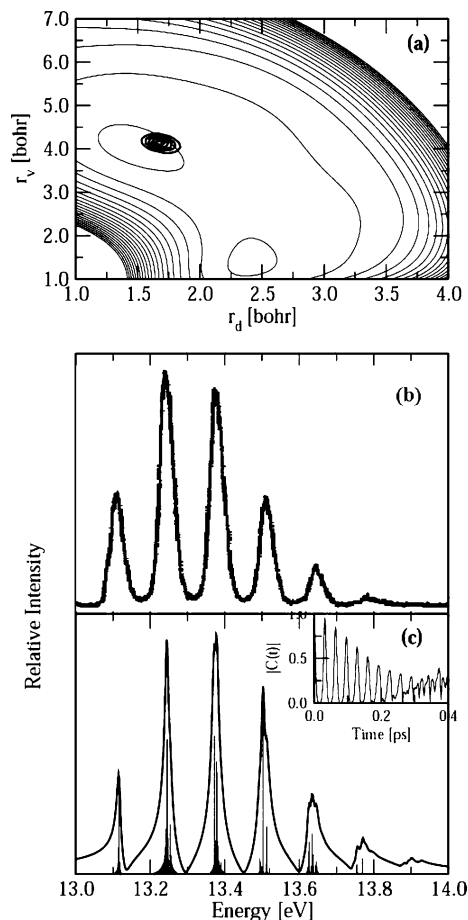 7.0
(a)
6.0
5.0
4.0
3.0
2.0
1.0
r_v [bohr]
1.0 1.5 2.0 2.5 3.0 3.5 4.0
r_d [bohr]
(b)
Relative Intensity
(c)
1.0
0.5
0.0
|C(t)|
0.0 0.2 0.4
Time [ps]
13.0 13.2 13.4 13.6 13.8 14.0
Energy [eV]